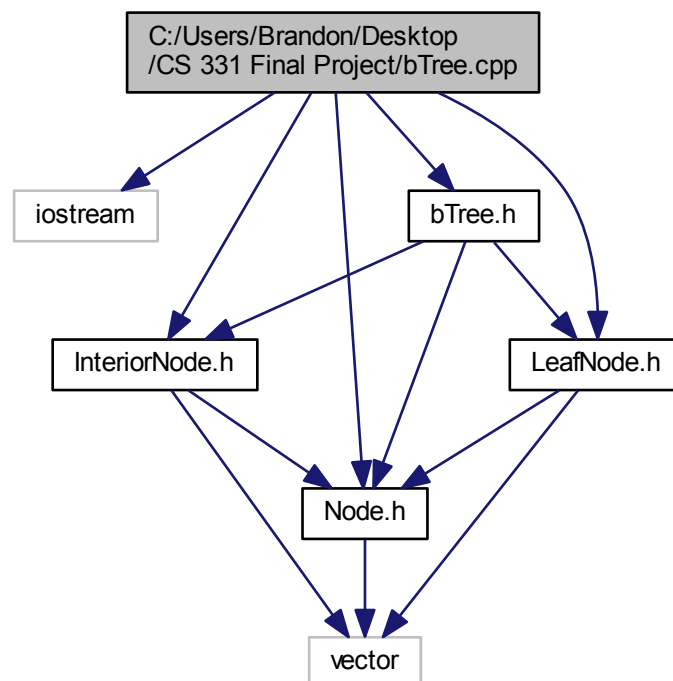 C:/Users/Brandon/Desktop
/CS 331 Final Project/bTree.cpp
iostream
bTree.h
InteriorNode.h
LeafNode.h
Node.h
vector